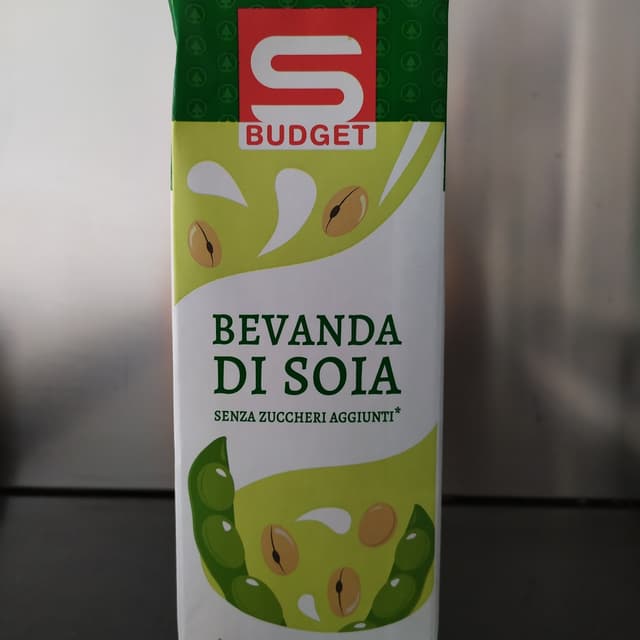 S
BUDGET
BEVANDA
DI SOIA
SENZA ZUCCHERI AGGIUNTI*